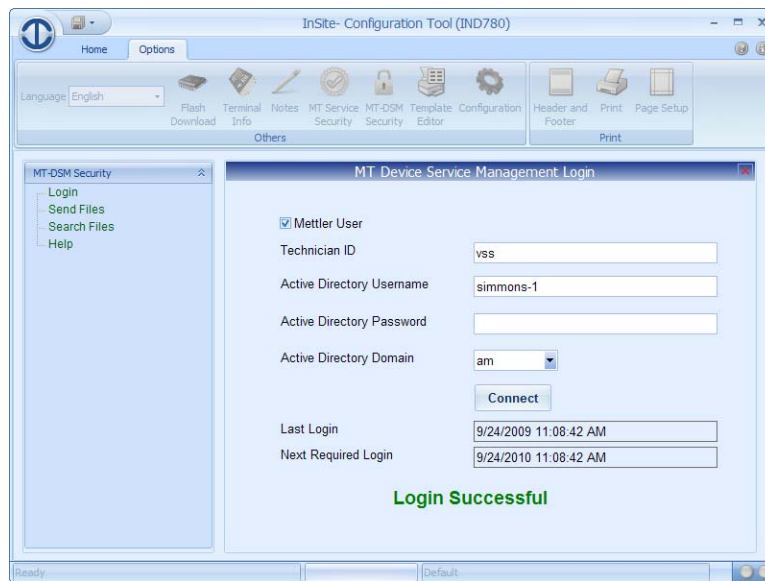 InSite- Configuration Tool (IND780)
Home Options
Language English
Flash Download
Terminal Info
Notes
MT Service Security
MT-DSM Security
Template Editor
Configuration
Header and Footer
Print
Page Setup
Others
Print
MT-DSM Security
Login
Send Files
Search Files
Help
MT Device Service Management Login
Mettler User
Technician ID vss
Active Directory Username simmons-1
Active Directory Password
Active Directory Domain am
Connect
Last Login 9/24/2009 11:08:42 AM
Next Required Login 9/24/2010 11:08:42 AM
Login Successful
Ready Default